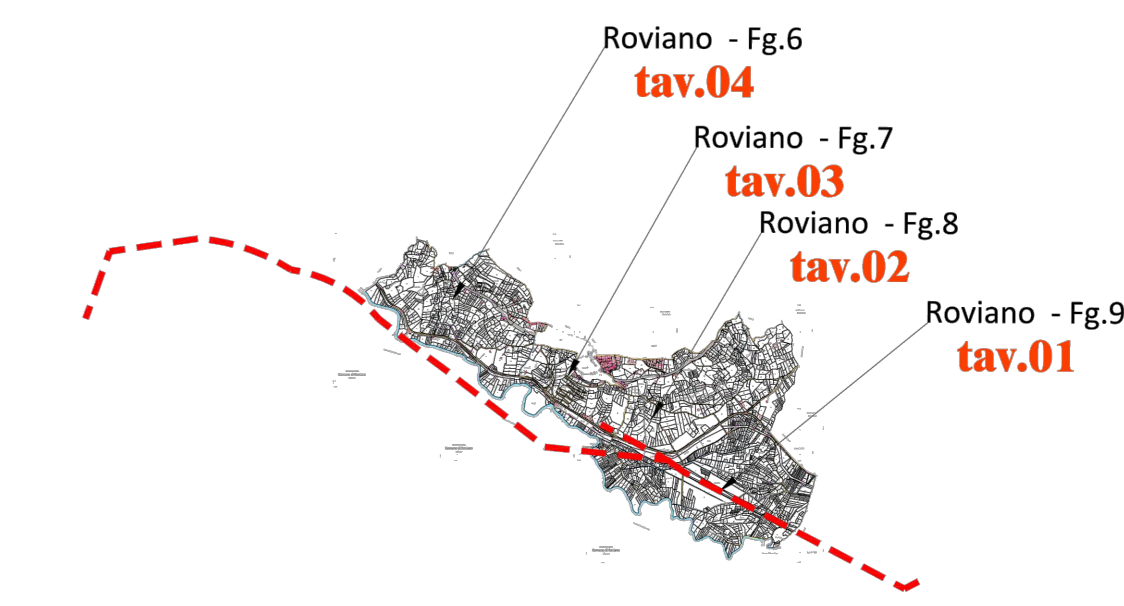 Roviano - Fg.6
tav.04
Roviano - Fg.7
tav.03
Roviano - Fg.8
tav.02
Roviano - Fg.9
tav.01